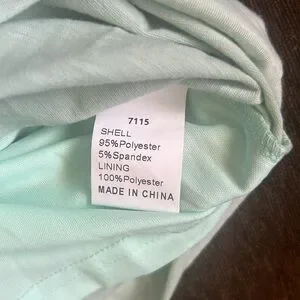 7115
SHELL
95%Polyester
5%Spandex
LINING
100%Polyester
MADE IN CHINA